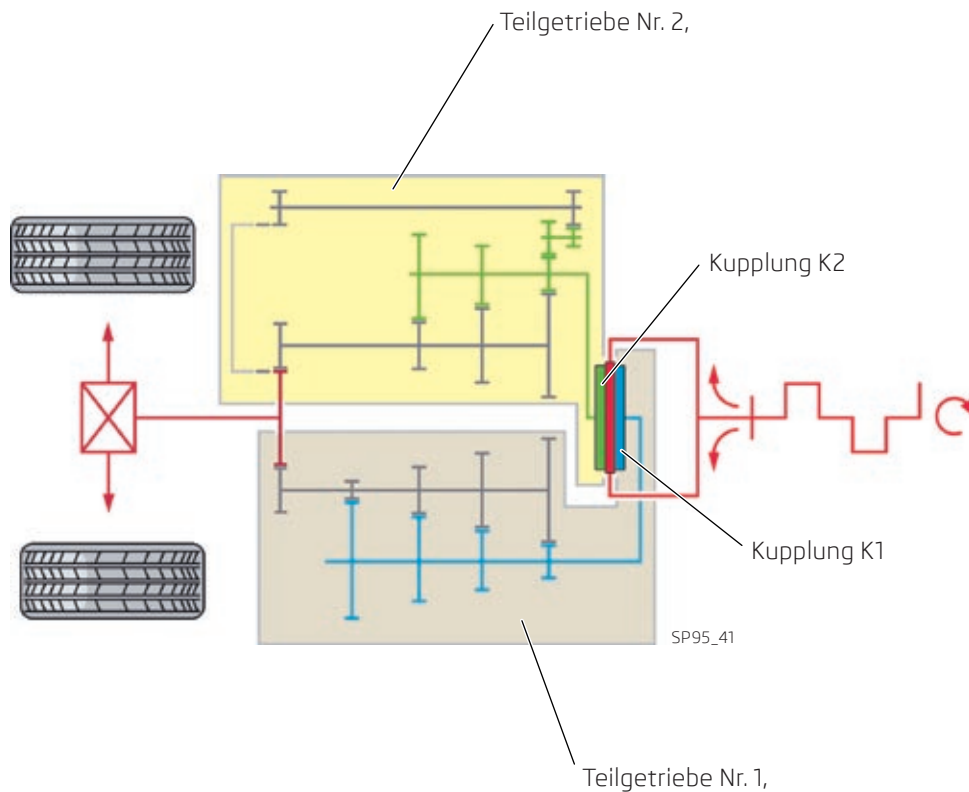 Teilgetriebe Nr. 2,
Kupplung K2
Kupplung K1
SP95_41
Teilgetriebe Nr. 1,